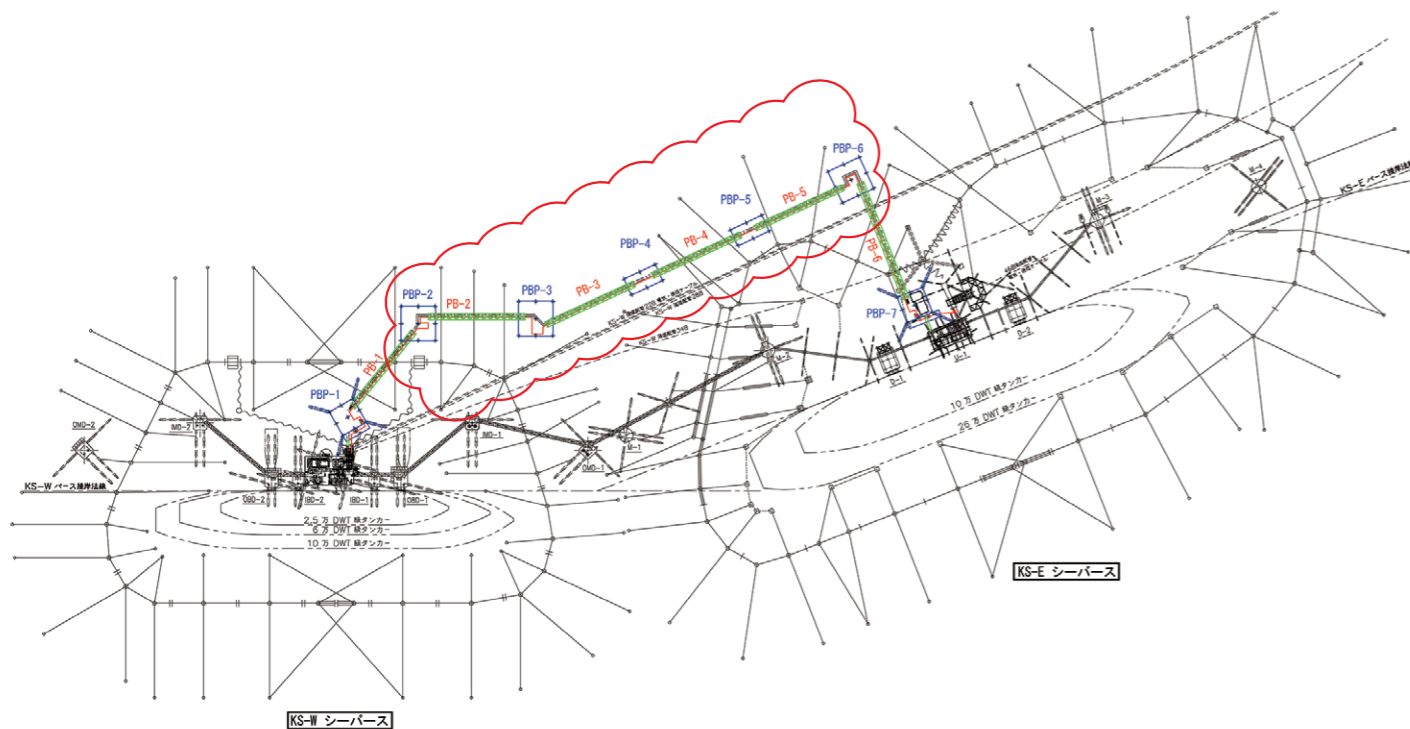 PBP-6
PB-5
PBP-5
PB-4
PBP-4
PB-3
PBP-3
PB-2
PBP-2
PB-1
PBP-1
PB-6
PBP-7
M-4
M-3
KS-E バース接岸法線
M-2
D-2
U-1
D-1
10 万 DWT 級タンカー
26 万 DWT 級タンカー
OMD-2
IMD-2
IMD-1
OMD-1
M-1
KS-W バース接岸法線
OBD-2
IBD-2
IBD-1
OBD-1
2.5 万 DWT 級タンカー
6 万 DWT 級タンカー
10 万 DWT 級タンカー
KS-E シーバース
KS-W シーバース